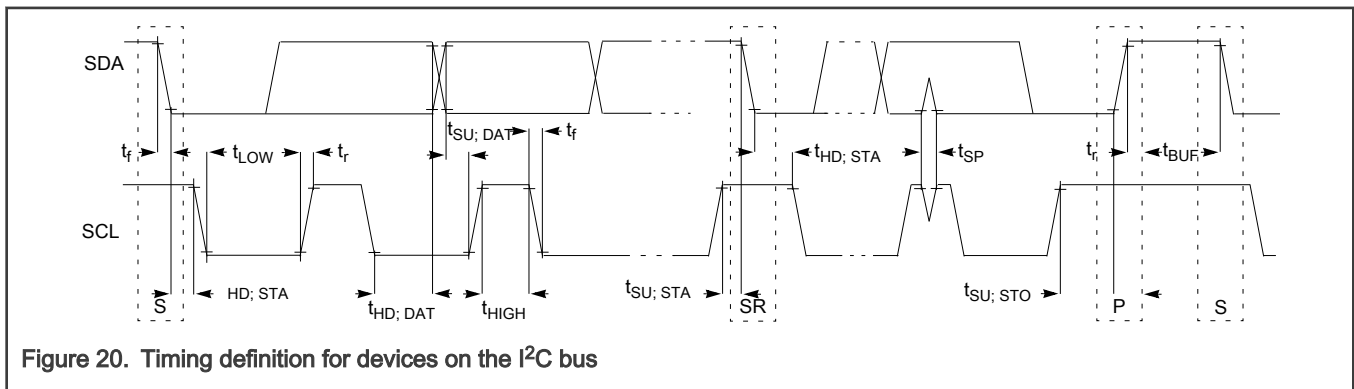 SDA
tSU; DAT tf
tf tLOW tr tHD; STA tSP tr tBUF
SCL
S HD; STA tHD; DAT tHIGH tSU; STA SR tSU; STO P S
Figure 20. Timing definition for devices on the I2C bus